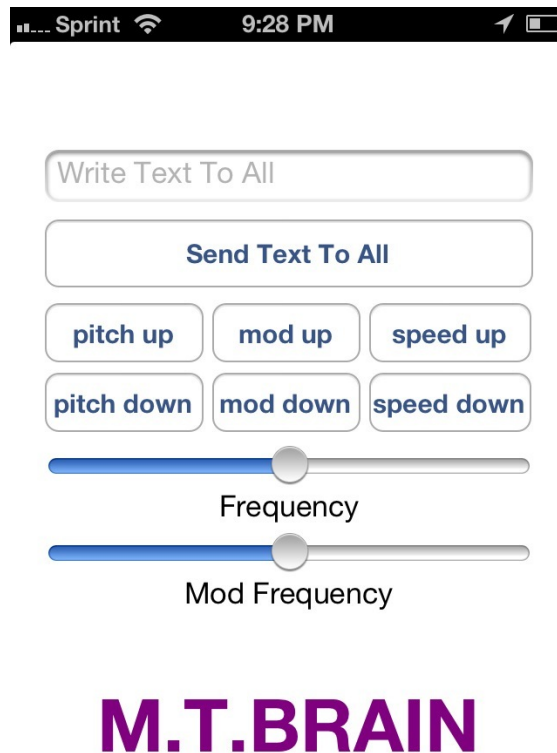 Sprint 9:28 PM
Write Text To All
Send Text To All
pitch up mod up speed up
pitch down mod down speed down
Frequency
Mod Frequency
M.T.BRAIN